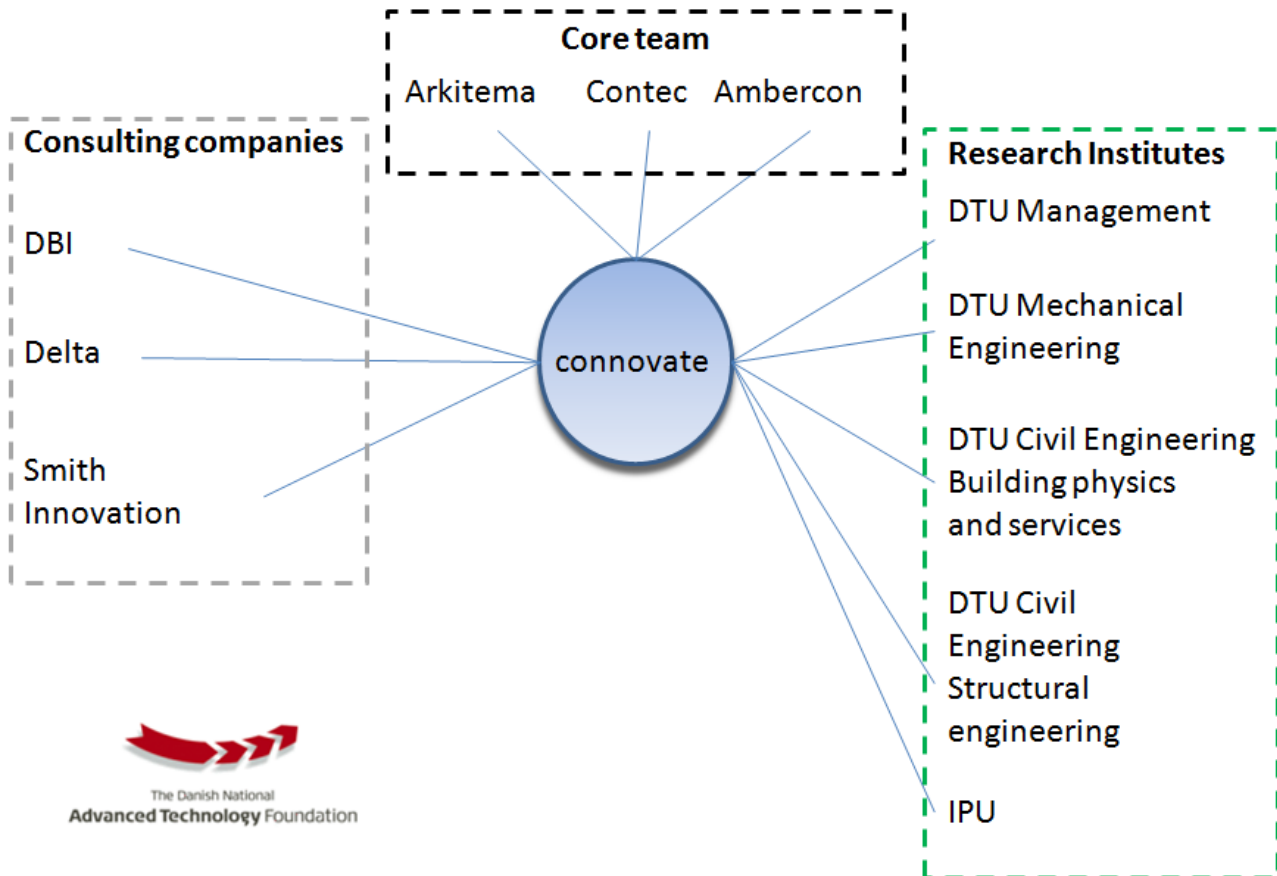 Core team
Arkitema Contec Ambercon
Consulting companies
DBI
Delta
Smith
Innovation
connovate
Research Institutes
DTU Management
DTU Mechanical
Engineering
DTU Civil Engineering
Building physics
and services
DTU Civil
Engineering
Structural
engineering
IPU
The Danish National
Advanced Technology Foundation